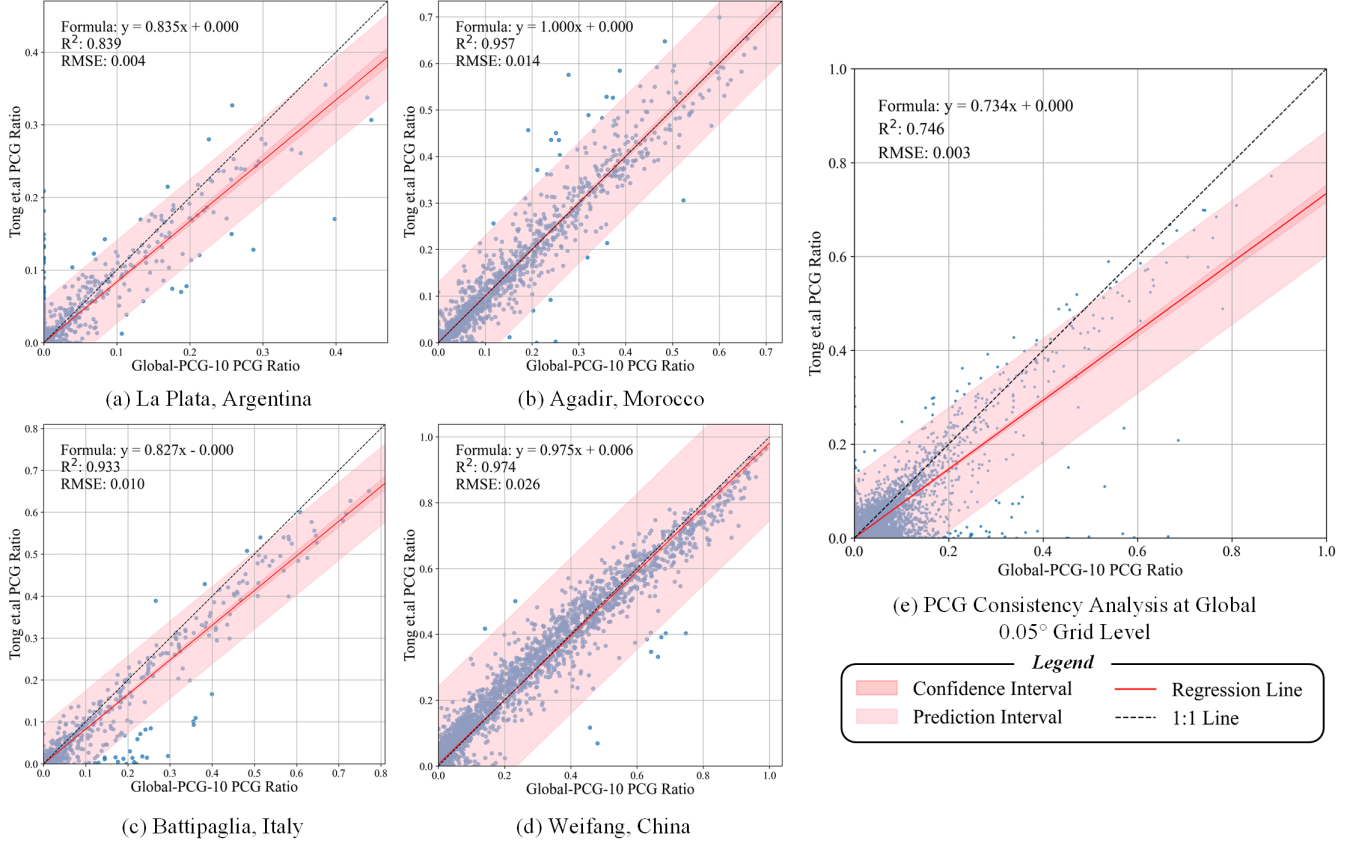 Formula: y = 0.835x + 0.000
R²: 0.839
RMSE: 0.004
Tong et.al PCG Ratio
0.4
0.3
0.2
0.1
0.0
0.0 0.1 0.2 0.3 0.4
Global-PCG-10 PCG Ratio
(a) La Plata, Argentina
Formula: y = 1.000x + 0.000
R²: 0.957
RMSE: 0.014
Tong et.al PCG Ratio
0.7
0.6
0.5
0.4
0.3
0.2
0.1
0.0
0.0 0.1 0.2 0.3 0.4 0.5 0.6 0.7
Global-PCG-10 PCG Ratio
(b) Agadir, Morocco
Formula: y = 0.827x - 0.000
R²: 0.933
RMSE: 0.010
Tong et.al PCG Ratio
0.8
0.7
0.6
0.5
0.4
0.3
0.2
0.1
0.0
0.0 0.1 0.2 0.3 0.4 0.5 0.6 0.7 0.8
Global-PCG-10 PCG Ratio
(c) Battipaglia, Italy
Formula: y = 0.975x + 0.006
R²: 0.974
RMSE: 0.026
Tong et.al PCG Ratio
1.0
0.8
0.6
0.4
0.2
0.0
0.0 0.2 0.4 0.6 0.8 1.0
Global-PCG-10 PCG Ratio
(d) Weifang, China
Formula: y = 0.734x + 0.000
R²: 0.746
RMSE: 0.003
Tong et.al PCG Ratio
1.0
0.8
0.6
0.4
0.2
0.0
0.0 0.2 0.4 0.6 0.8 1.0
Global-PCG-10 PCG Ratio
(e) PCG Consistency Analysis at Global
0.05° Grid Level
Legend
Confidence Interval
Regression Line
Prediction Interval
1:1 Line